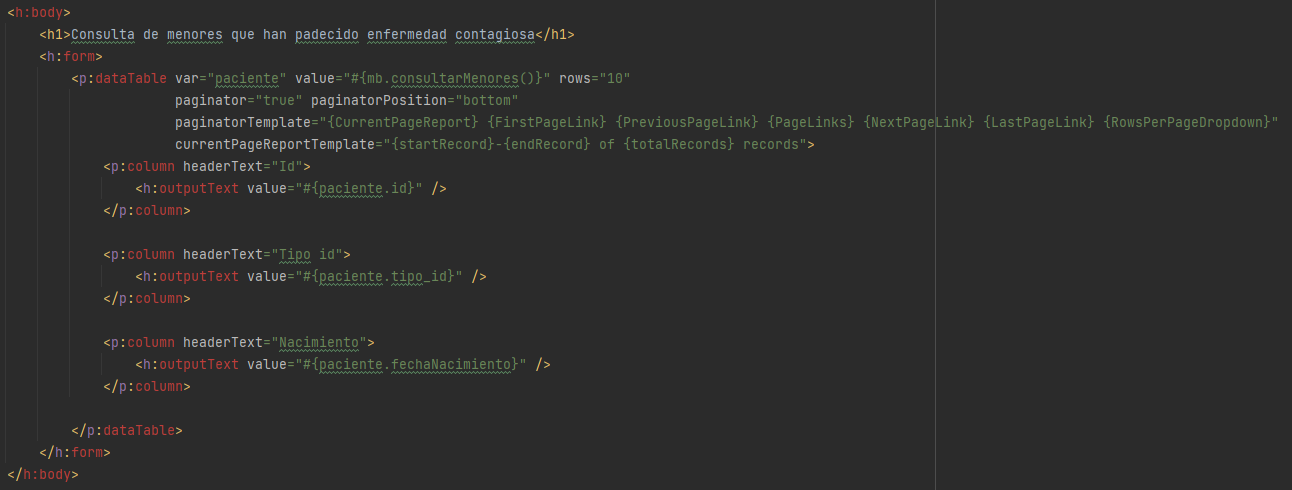 <h:body>
<h1>Consulta de menores que han padecido enfermedad contagiosa</h1>
<h:form>
<p:dataTable var="paciente" value="#{mb.consultarMenores()}" rows="10"
paginator="true" paginatorPosition="bottom"
paginatorTemplate="{CurrentPageReport} {FirstPageLink} {PreviousPageLink} {PageLinks} {NextPageLink} {LastPageLink} {RowsPerPageDropdown}"
currentPageReportTemplate="{startRecord}-{endRecord} of {totalRecords} records">
<p:column headerText="Id">
<h:outputText value="#{paciente.id}" />
</p:column>
<p:column headerText="Tipo id">
<h:outputText value="#{paciente.tipo_id}" />
</p:column>
<p:column headerText="Nacimiento">
<h:outputText value="#{paciente.fechaNacimiento}" />
</p:column>
</p:dataTable>
</h:form>
</h:body>